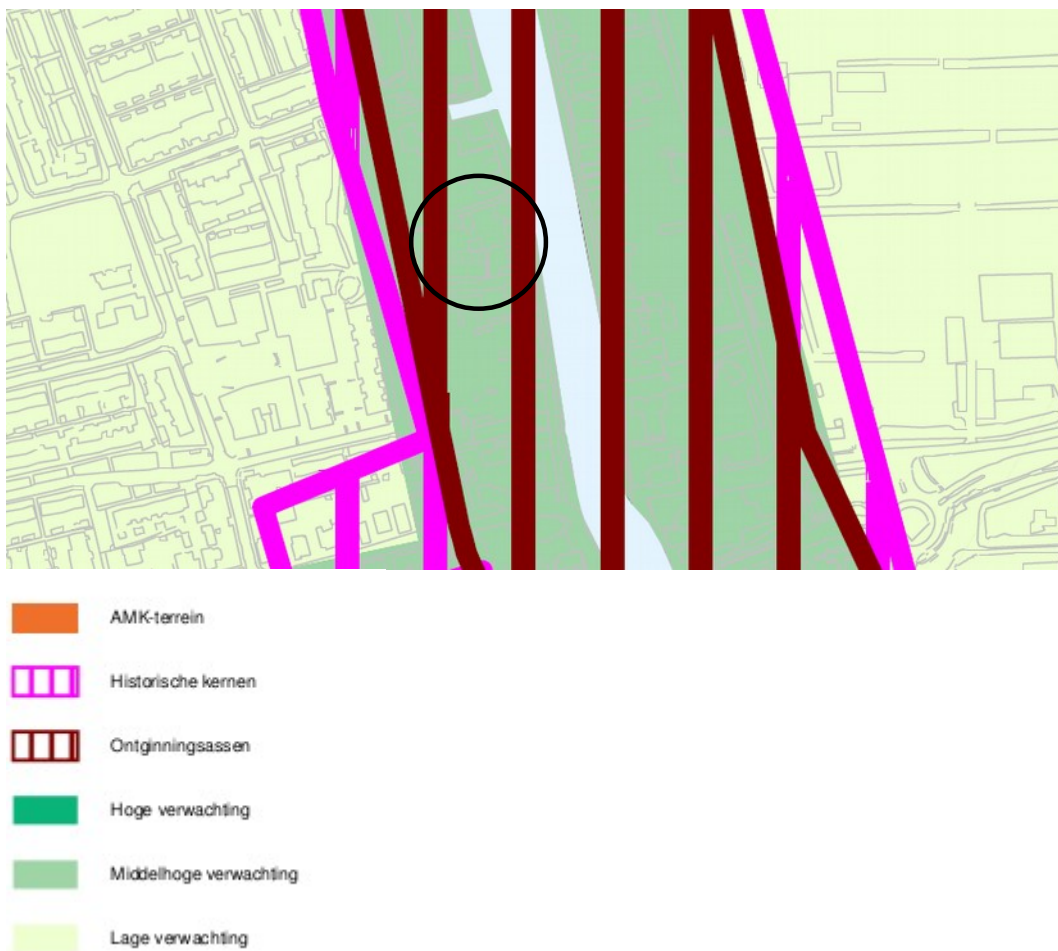 AMK-terrein
Historische kernen
Ontginningsassen
Hoge verwachting
Middelhoge verwachting
Lage verwachting